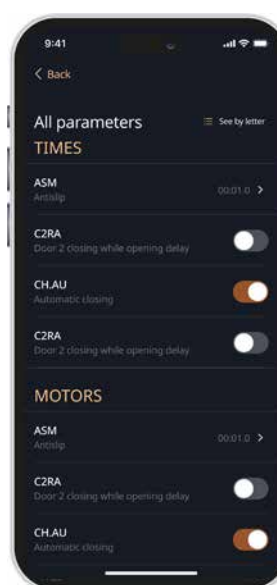 9:41
Back
All parameters
See by letter
TIMES
ASM
00:01.0
Antislip
C2RA
Door 2 closing while opening delay
CH.AU
Automatic closing
C2RA
Door 2 closing while opening delay
MOTORS
ASM
00:01.0
Antislip
C2RA
Door 2 closing while opening delay
CH.AU
Automatic closing